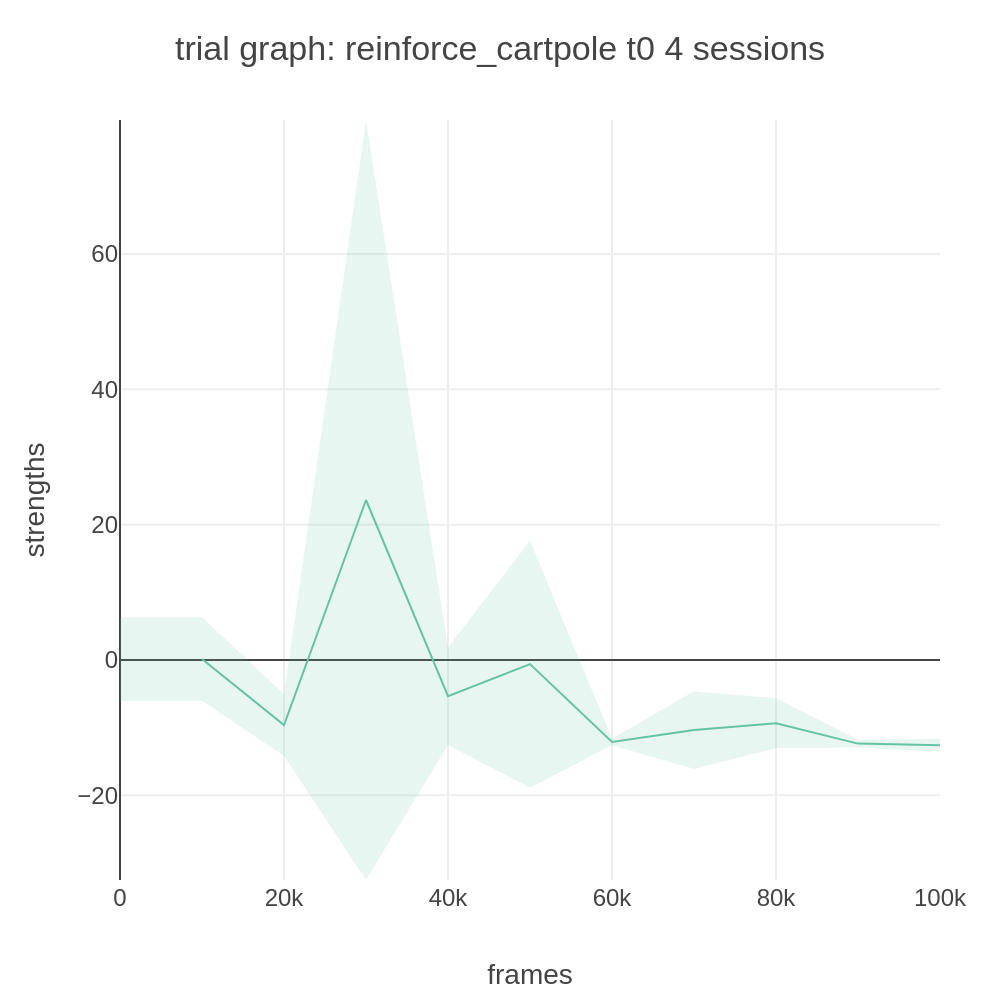 trial graph: reinforce_cartpole t0 4 sessions
60
40
20
0
−20
strengths
0 20k 40k 60k 80k 100k
frames